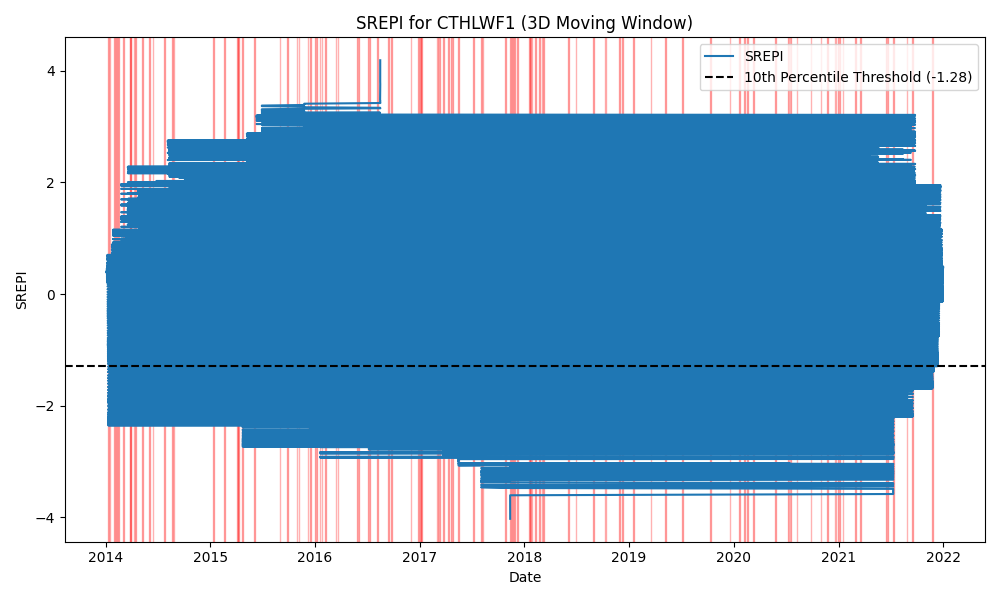 SREPI for CTHLWF1 (3D Moving Window)
SREPI
10th Percentile Threshold (-1.28)
4
2
0
−2
−4
SREPI
2014 2015 2016 2017 2018 2019 2020 2021 2022
Date